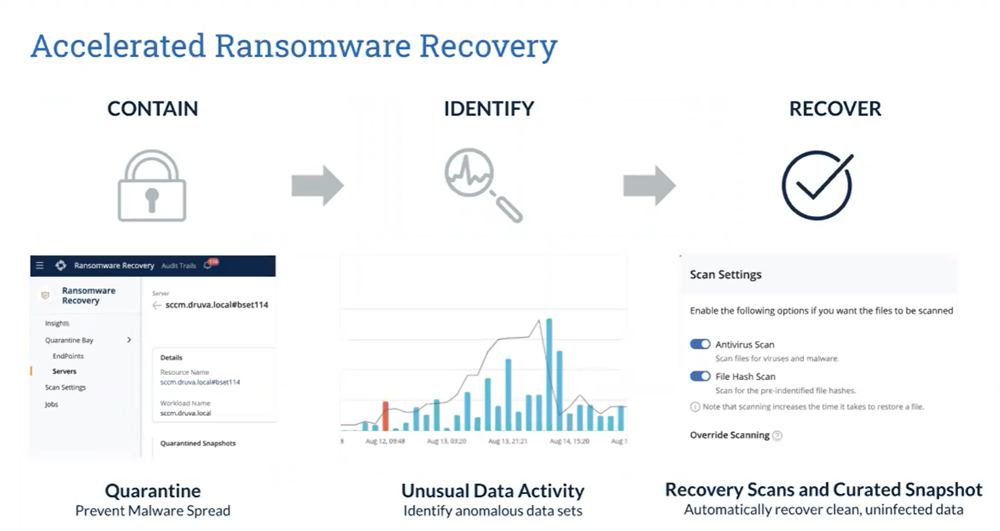 Accelerated Ransomware Recovery
CONTAIN
IDENTIFY
RECOVER
Ransomware Recovery Audit Trails
Ransomware
Recovery
Insights
Quarantine Bay
EndPoints
Servers
Scan Settings
Jobs
Server
sccm.druva.local#bset114
Details
Resource Name
sccm.druva.local#bset114
Workload Name
sccm.druva.local
Quarantined Snapshots
8 Aug 12, 09:48 Aug 13, 03:20 Aug 13, 21:21 Aug 14, 15:20 Aug 1
Scan Settings
Enable the following options if you want the files to be scanned
Antivirus Scan
Scan files for viruses and malware.
File Hash Scan
Scan for the pre-indentified file hashes.
Note that scanning increases the time it takes to restore a file.
Override Scanning
Quarantine
Prevent Malware Spread
Unusual Data Activity
Identify anomalous data sets
Recovery Scans and Curated Snapshot
Automatically recover clean, uninfected data